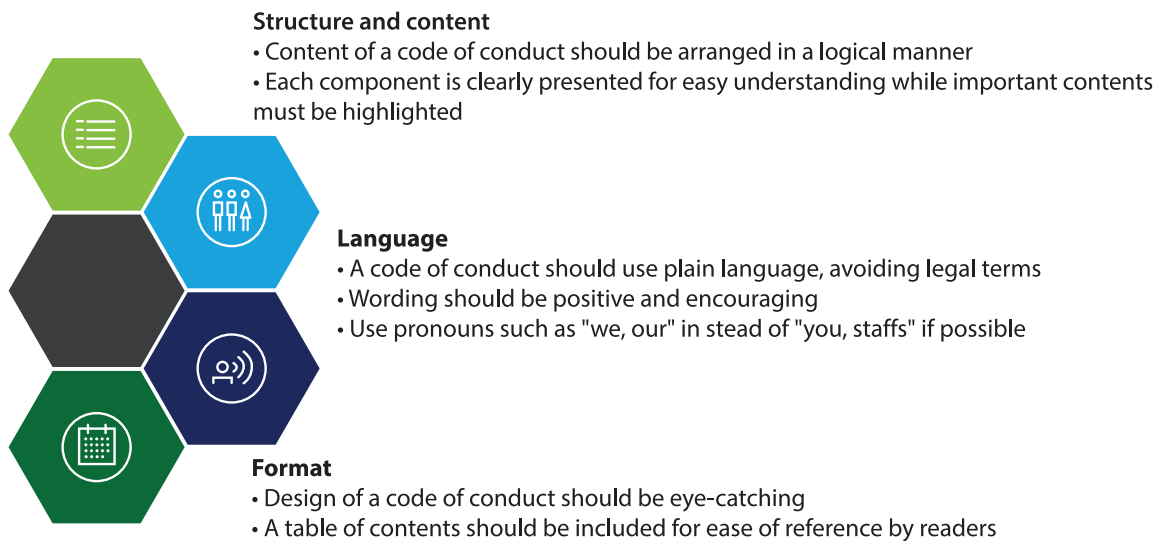 Structure and content
• Content of a code of conduct should be arranged in a logical manner
• Each component is clearly presented for easy understanding while important contents
must be highlighted
Language
• A code of conduct should use plain language, avoiding legal terms
• Wording should be positive and encouraging
• Use pronouns such as "we, our" in stead of "you, staffs" if possible
Format
• Design of a code of conduct should be eye-catching
• A table of contents should be included for ease of reference by readers